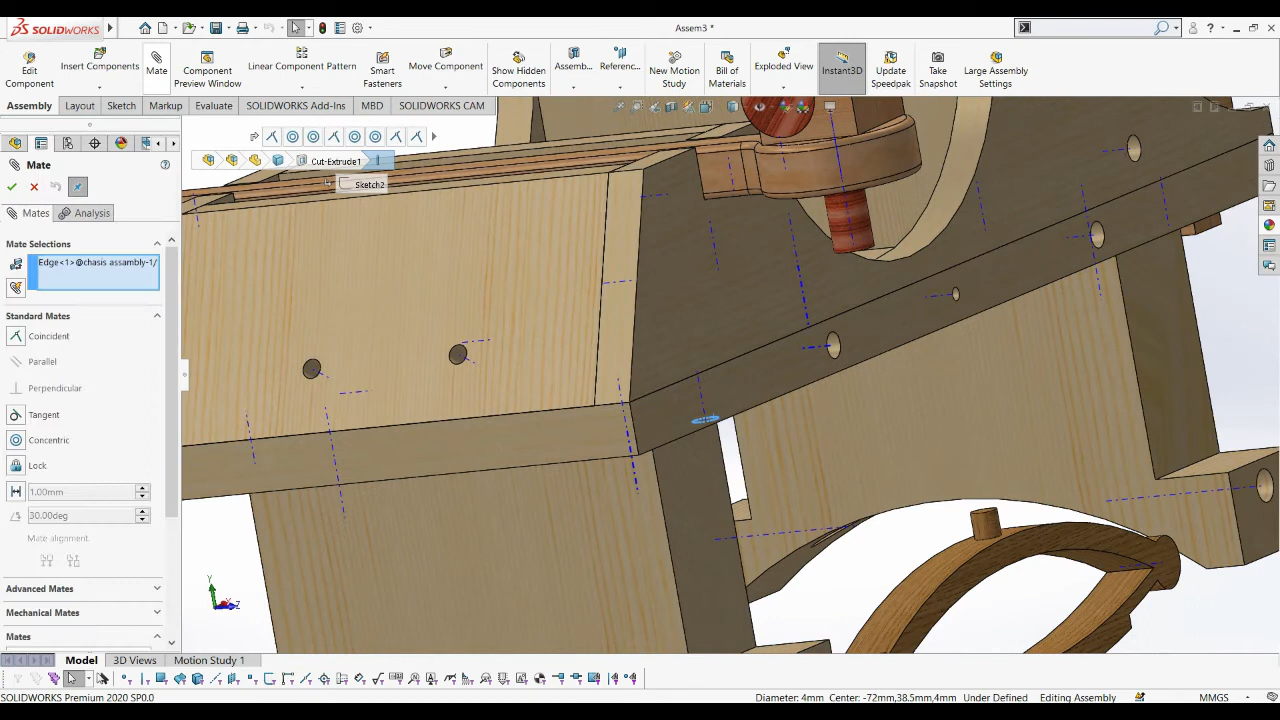 SOLIDWORKS
Assem3 *
Edit Component
Insert Components
Mate
Component Preview Window
Linear Component Pattern
Smart Fasteners
Move Component
Show Hidden Components
Assemb...
Referenc...
New Motion Study
Bill of Materials
Exploded View
Instant3D
Update Speedpak
Take Snapshot
Large Assembly Settings
Assembly
Layout
Sketch
Markup
Evaluate
SOLIDWORKS Add-Ins
MBD
SOLIDWORKS CAM
Cut-Extrude1
Sketch2
Mate
Mates
Analysis
Mate Selections
Edge<1>@chasis assambly-1/
Standard Mates
Coincident
Parallel
Perpendicular
Tangent
Concentric
Lock
1.00mm
30.00deg
Mate alignment:
Advanced Mates
Mechanical Mates
Mates
Y
X
Z
Model
3D Views
Motion Study 1
SOLIDWORKS Premium 2020 SP0.0
Diameter: 4mm Center: -72mm,38.5mm,4mm
Under Defined
Editing Assembly
MMGS